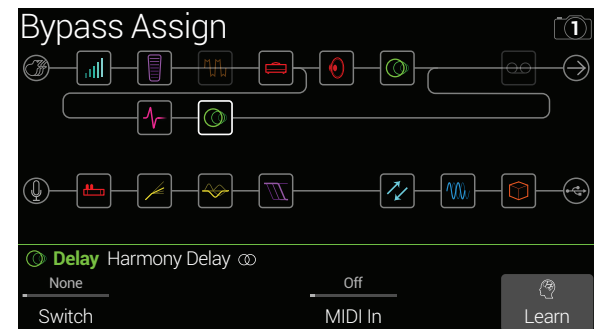 Bypass Assign
1
Delay Harmony Delay
None
Off
Switch
MIDI In
Learn